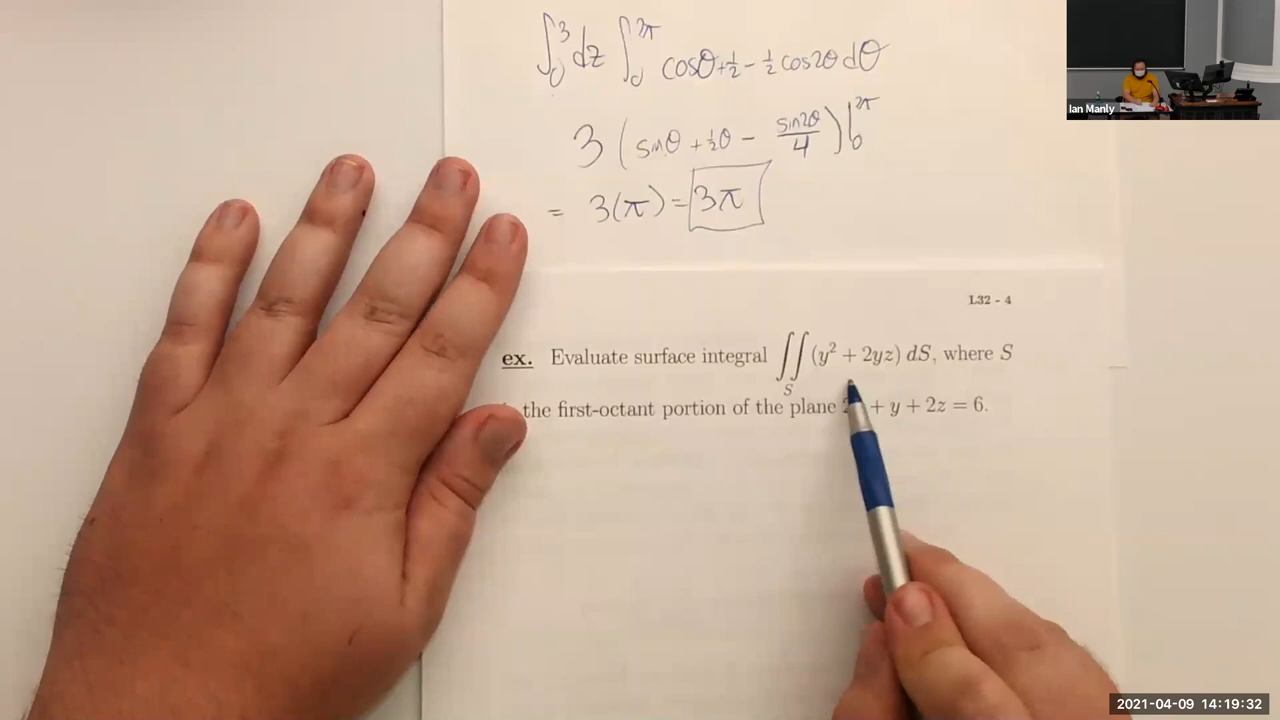 ∫₀³ dz ∫₀^2π cosθ + ½ − ½ cos2θ dθ
3 ( sinθ + ½θ − sin2θ/4 ) |₀^2π
= 3(π) = 3π
Ian Manly
L32 - 4
ex. Evaluate surface integral ∬_S (y² + 2yz) dS, where S
the first-octant portion of the plane + y + 2z = 6.
2021-04-09 14:19:32